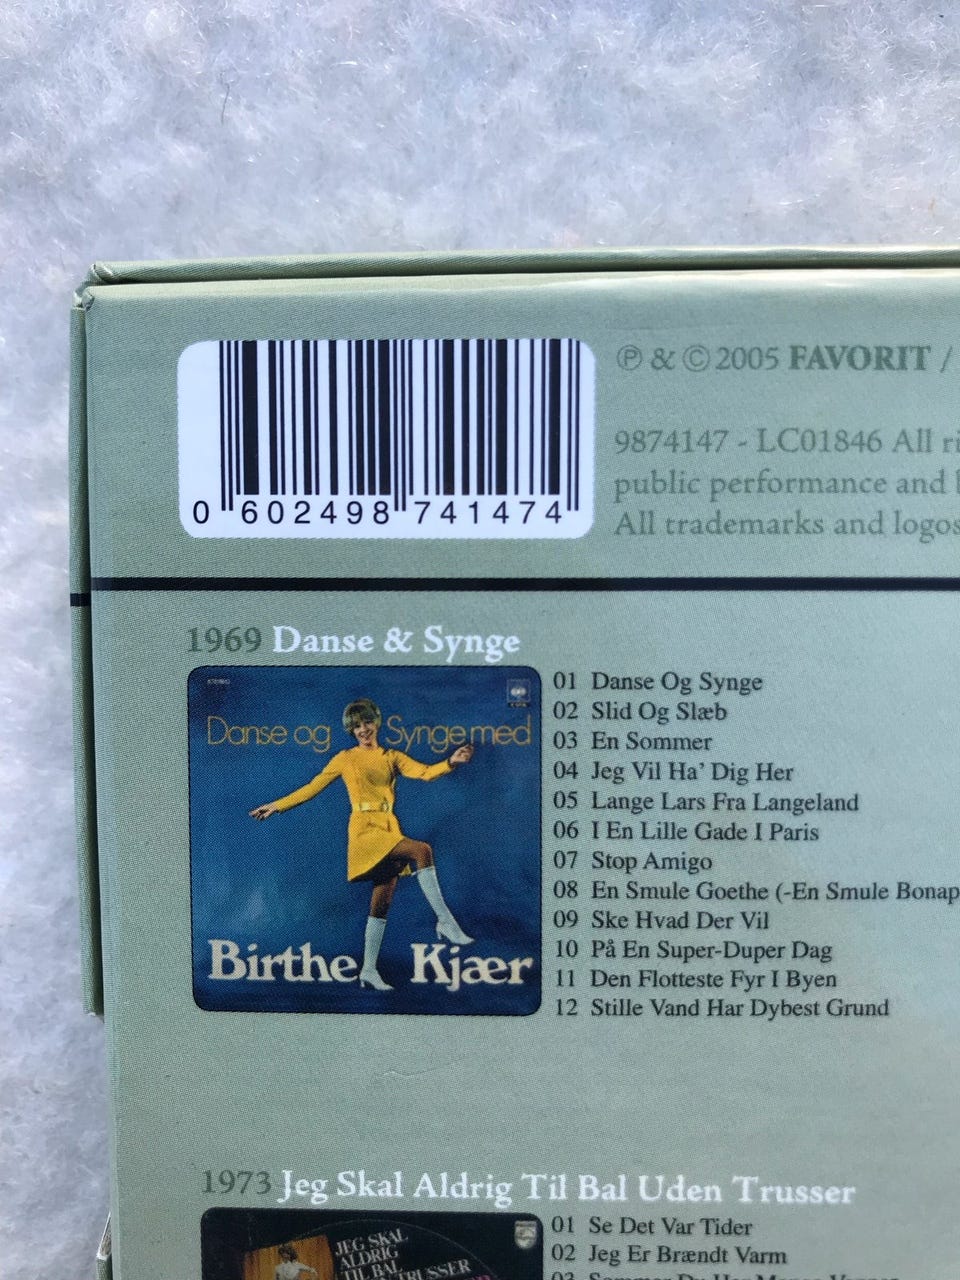 0 602498 741474
℗ & © 2005 FAVORIT /
9874147 - LC01846 All
public performance and
All trademarks and logos
1969 Danse & Synge
Danse og Synge med
Birthe Kjær
01 Danse Og Synge
02 Slid Og Slæb
03 En Sommer
04 Jeg Vil Ha' Dig Her
05 Lange Lars Fra Langeland
06 I En Lille Gade I Paris
07 Stop Amigo
08 En Smule Goethe (-En Smule Bonap
09 Ske Hvad Der Vil
10 På En Super-Duper Dag
11 Den Flotteste Fyr I Byen
12 Stille Vand Har Dybest Grund
1973 Jeg Skal Aldrig Til Bal Uden Trusser
JEG SKAL
ALDRIG
TIL BAL
TRUSSER
01 Se Det Var Tider
02 Jeg Er Brændt Varm